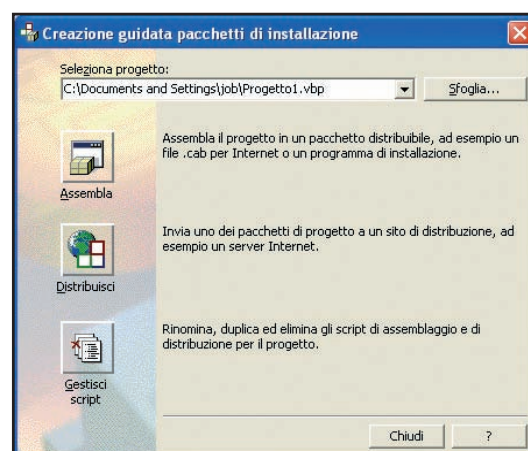 Creazione guidata pacchetti di installazione
Seleziona progetto:
C:\Documents and Settings\job\Progetto1.vbp
Sfoglia...
Assembla il progetto in un pacchetto distribuibile, ad esempio un
file .cab per Internet o un programma di installazione.
Assembla
Invia uno dei pacchetti di progetto a un sito di distribuzione, ad
esempio un server Internet.
Distribuisci
Rinomina, duplica ed elimina gli script di assemblaggio e di
distribuzione per il progetto.
Gestisci
script
Chiudi
?